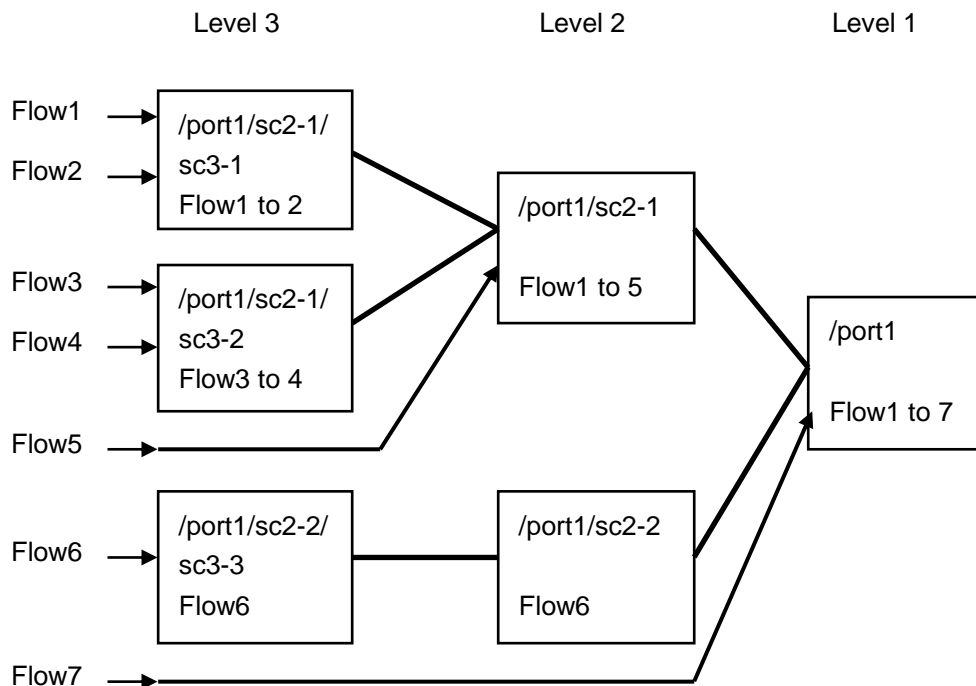 Level 3
Level 2
Level 1
Flow1
Flow2
/port1/sc2-1/
sc3-1
Flow1 to 2
Flow3
Flow4
/port1/sc2-1/
sc3-2
Flow3 to 4
Flow5
Flow6
/port1/sc2-2/
sc3-3
Flow6
Flow7
/port1/sc2-1
Flow1 to 5
/port1/sc2-2
Flow6
/port1
Flow1 to 7